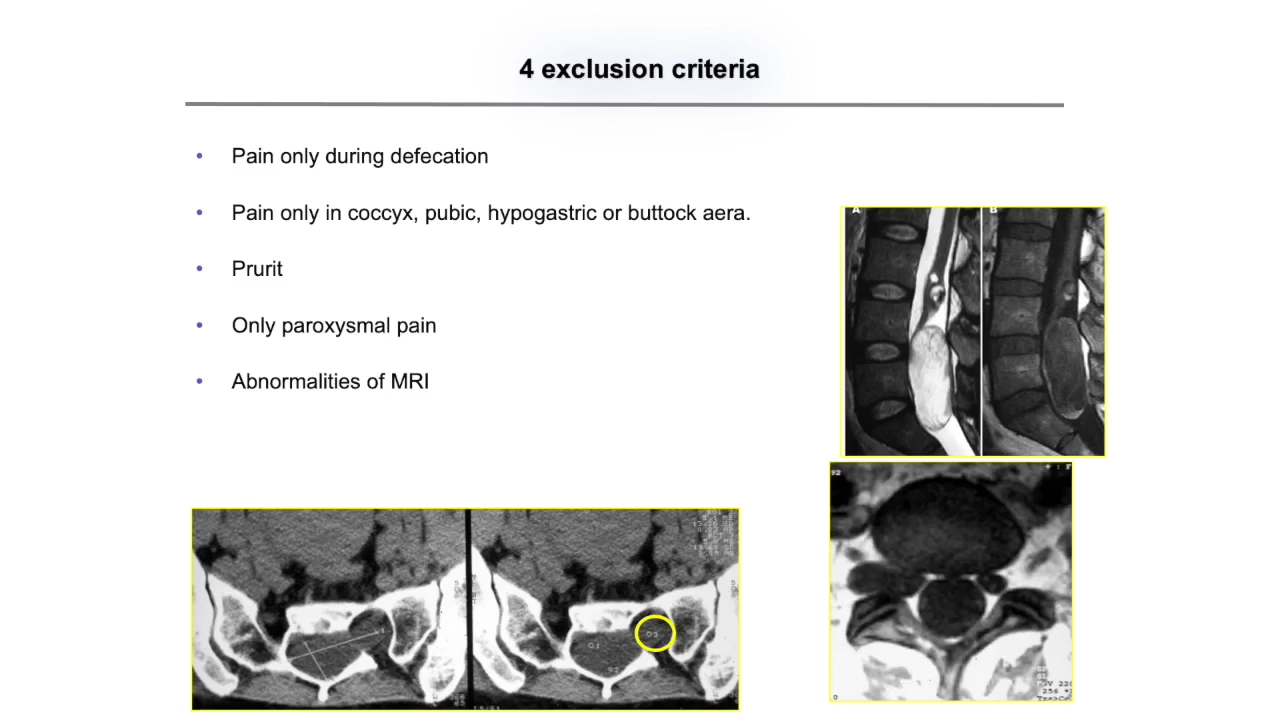 4 exclusion criteria
• Pain only during defecation
• Pain only in coccyx, pubic, hypogastric or buttock aera.
• Prurit
• Only paroxysmal pain
• Abnormalities of MRI
A
B
92